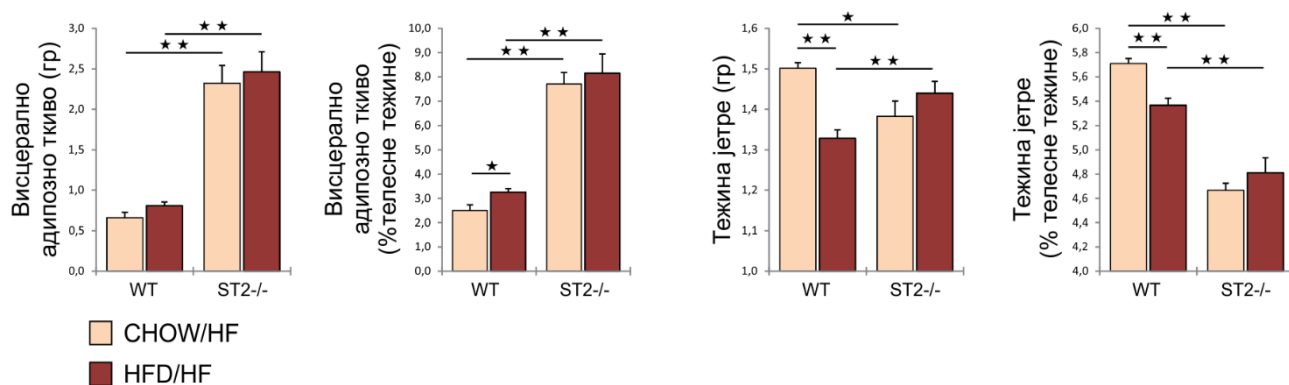 Висцерално
адипозно ткиво (гр)
3,0
2,5
2,0
1,5
1,0
0,5
0,0
★ ★
★ ★
WT
ST2-/-
Висцерално
адипозно ткиво
(%телесне тежине)
10,0
9,0
8,0
7,0
6,0
5,0
4,0
3,0
2,0
1,0
0,0
★ ★
★ ★
★
WT
ST2-/-
Тежина јетре (гр)
1,6
1,5
1,4
1,3
1,2
1,1
1,0
★
★ ★
★ ★
WT
ST2-/-
Тежина јетре
(% телесне тежине)
6,0
5,8
5,6
5,4
5,2
5,0
4,8
4,6
4,4
4,2
4,0
★ ★
★ ★
★ ★
WT
ST2-/-
CHOW/HF
HFD/HF